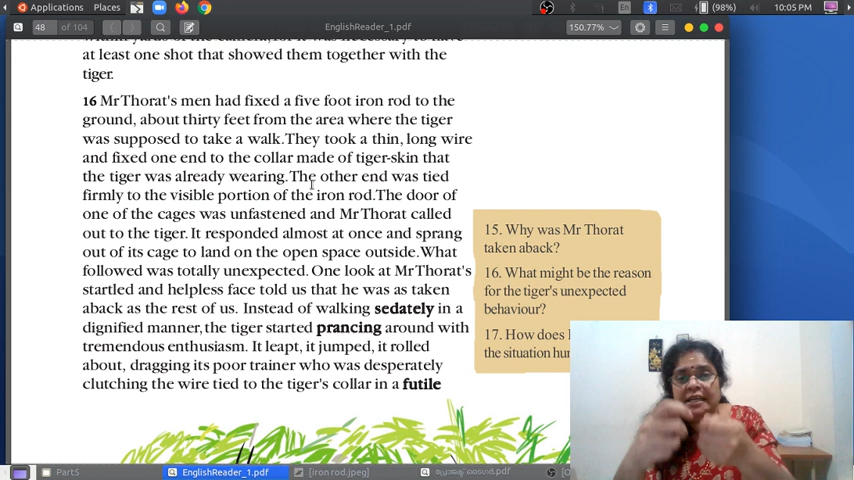 Applications Places En (98%) 10:05 PM
48 of 104 EnglishReader_1.pdf 150.77%
at least one shot that showed them together with the
tiger.
16 Mr Thorat's men had fixed a five foot iron rod to the
ground, about thirty feet from the area where the tiger
was supposed to take a walk.They took a thin, long wire
and fixed one end to the collar made of tiger-skin that
the tiger was already wearing.The other end was tied
firmly to the visible portion of the iron rod.The door of
one of the cages was unfastened and Mr Thorat called
out to the tiger. It responded almost at once and sprang
out of its cage to land on the open space outside.What
followed was totally unexpected. One look at Mr Thorat's
startled and helpless face told us that he was as taken
aback as the rest of us. Instead of walking sedately in a
dignified manner, the tiger started prancing around with
tremendous enthusiasm. It leapt, it jumped, it rolled
about, dragging its poor trainer who was desperately
clutching the wire tied to the tiger's collar in a futile
15. Why was Mr Thorat
taken aback?
16. What might be the reason
for the tiger's unexpected
behaviour?
17. How does
the situation
Part5 EnglishReader_1.pdf [iron rod.jpeg]